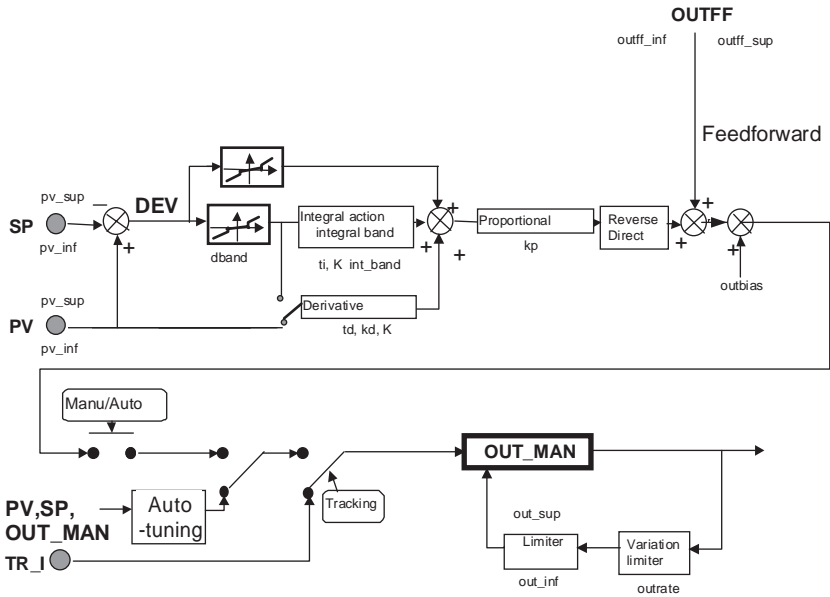 OUTFF
outff_inf outff_sup
Feedforward
pv_sup
−
SP
pv_inf
+
DEV
dband
Integral action
integral band
ti, K int_band
+
+
+
Proportional
kp
Reverse
Direct
+
+
+
outbias
pv_sup
PV
pv_inf
Derivative
td, kd, K
Manu/Auto
PV,SP,
OUT_MAN
Auto
-tuning
Tracking
TR_I
OUT_MAN
out_sup
Limiter
out_inf
Variation
limiter
outrate